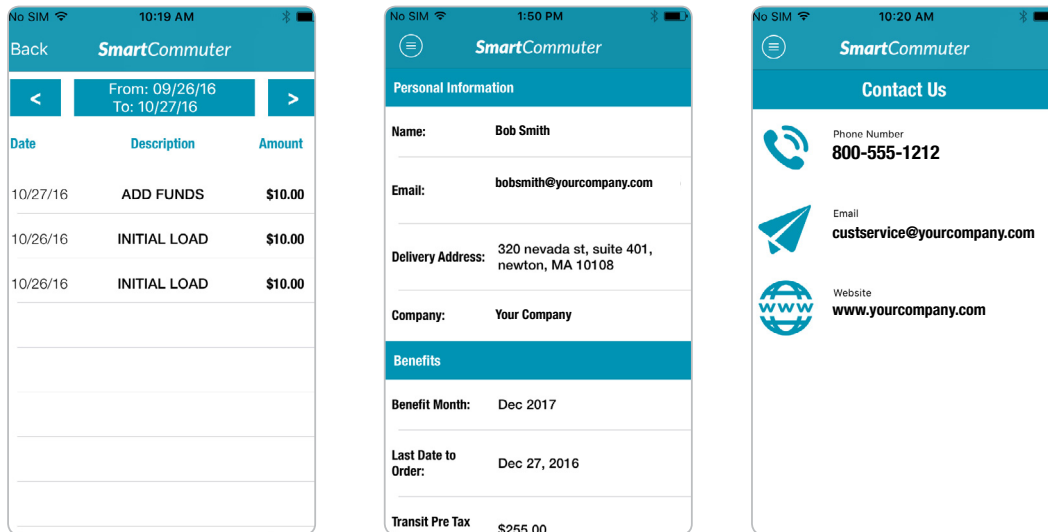 No SIM 10:19 AM
Back SmartCommuter
< From: 09/26/16 >
To: 10/27/16
Date Description Amount
10/27/16 ADD FUNDS $10.00
10/26/16 INITIAL LOAD $10.00
10/26/16 INITIAL LOAD $10.00
No SIM 1:50 PM
SmartCommuter
Personal Information
Name: Bob Smith
Email: bobsmith@yourcompany.com
Delivery Address: 320 nevada st, suite 401,
newton, MA 10108
Company: Your Company
Benefits
Benefit Month: Dec 2017
Last Date to
Order: Dec 27, 2016
Transit Pre Tax
$255.00
No SIM 10:20 AM
SmartCommuter
Contact Us
Phone Number
800-555-1212
Email
custservice@yourcompany.com
www
Website
www.yourcompany.com